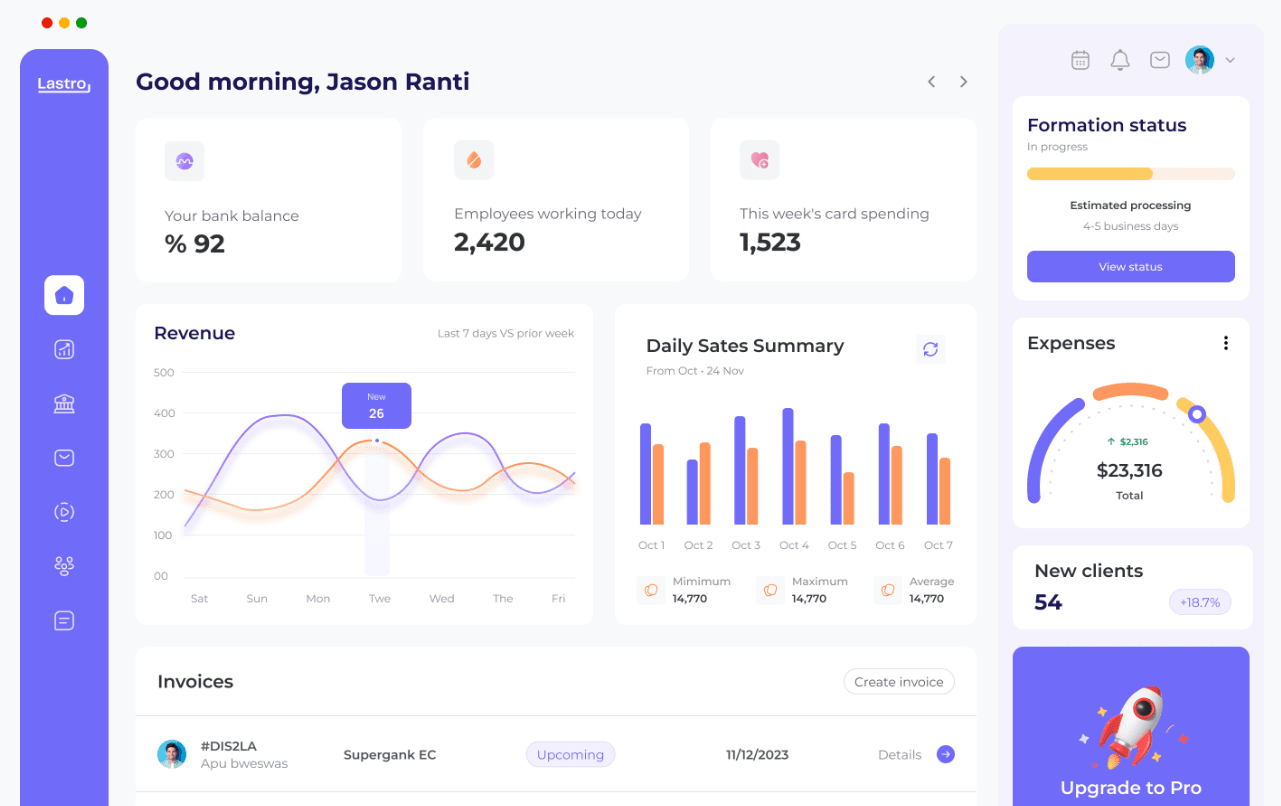 Lastro
Good morning, Jason Ranti
Your bank balance
% 92
Employees working today
2,420
This week's card spending
1,523
Revenue
Last 7 days VS prior week
500
400
300
200
100
00
New
26
Sat
Sun
Mon
Twe
Wed
The
Fri
Daily Sates Summary
From Oct - 24 Nov
Oct 1
Oct 2
Oct 3
Oct 4
Oct 5
Oct 6
Oct 7
Mimimum
14,770
Maximum
14,770
Average
14,770
Invoices
Create invoice
#DIS2LA
Apu bweswas
Supergank EC
Upcoming
11/12/2023
Details
Formation status
In progress
Estimated processing
4-5 business days
View status
Expenses
$2,316
$23,316
Total
New clients
54
+18.7%
Upgrade to Pro